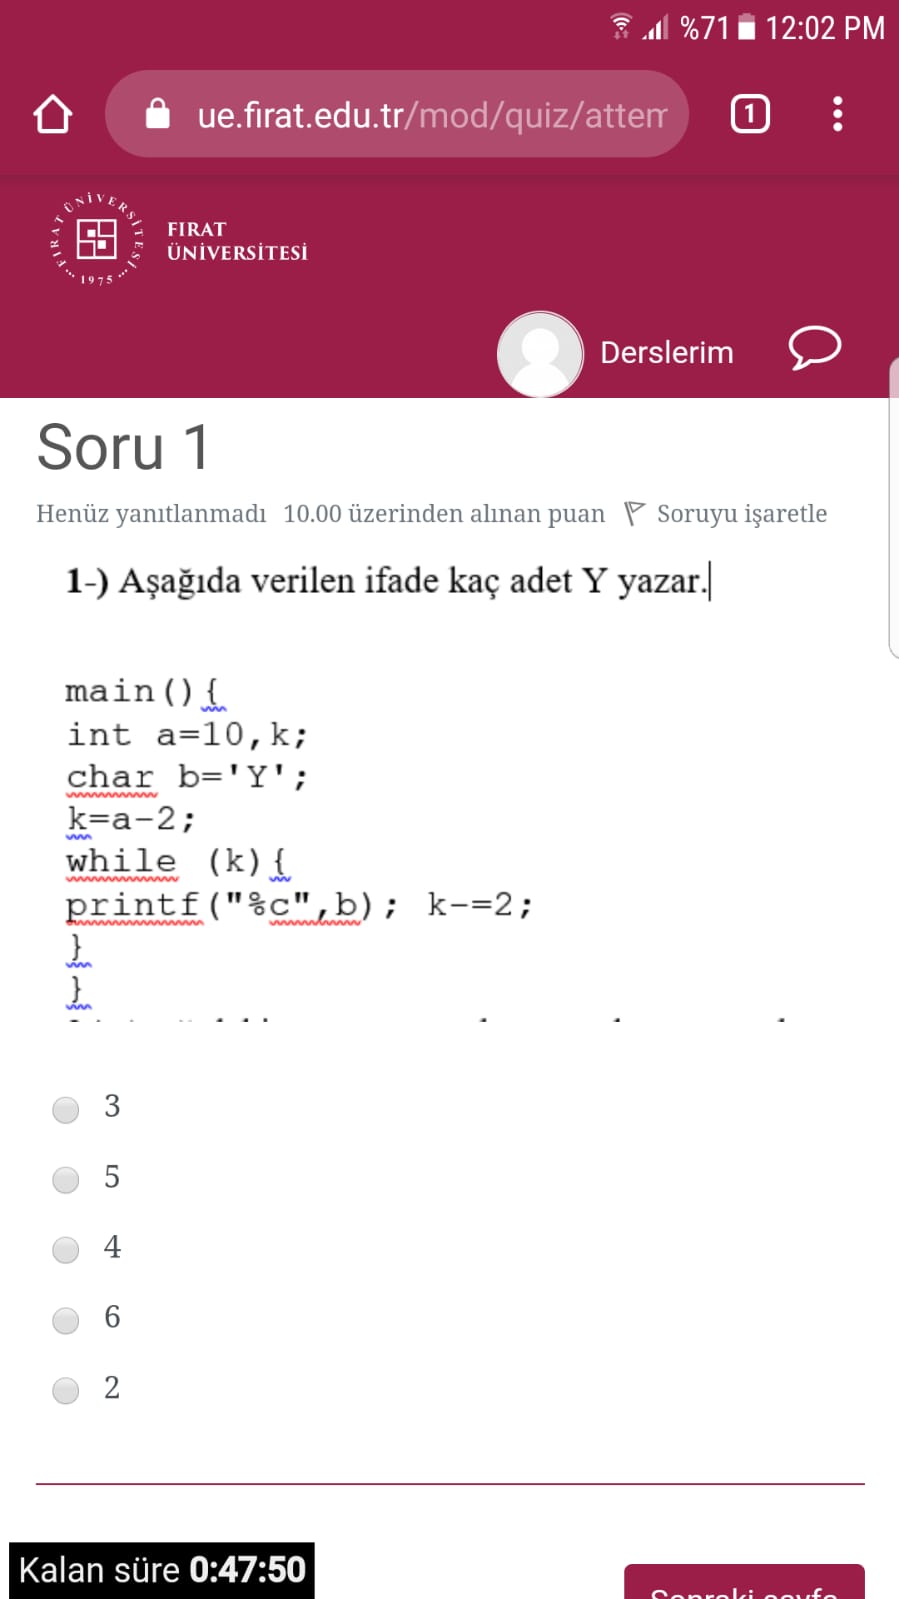 %71 12:02 PM
ue.firat.edu.tr/mod/quiz/attem
1
FIRAT ÜNİVERSİTESİ
1975
FIRAT
ÜNİVERSİTESİ
Derslerim
Soru 1
Henüz yanıtlanmadı 10.00 üzerinden alınan puan Soruyu işaretle
1-) Aşağıda verilen ifade kaç adet Y yazar.
main(){
int a=10,k;
char b='Y';
k=a-2;
while (k){
printf("%c",b); k-=2;
}
}
3
5
4
6
2
Kalan süre 0:47:50
Sonraki sayfa